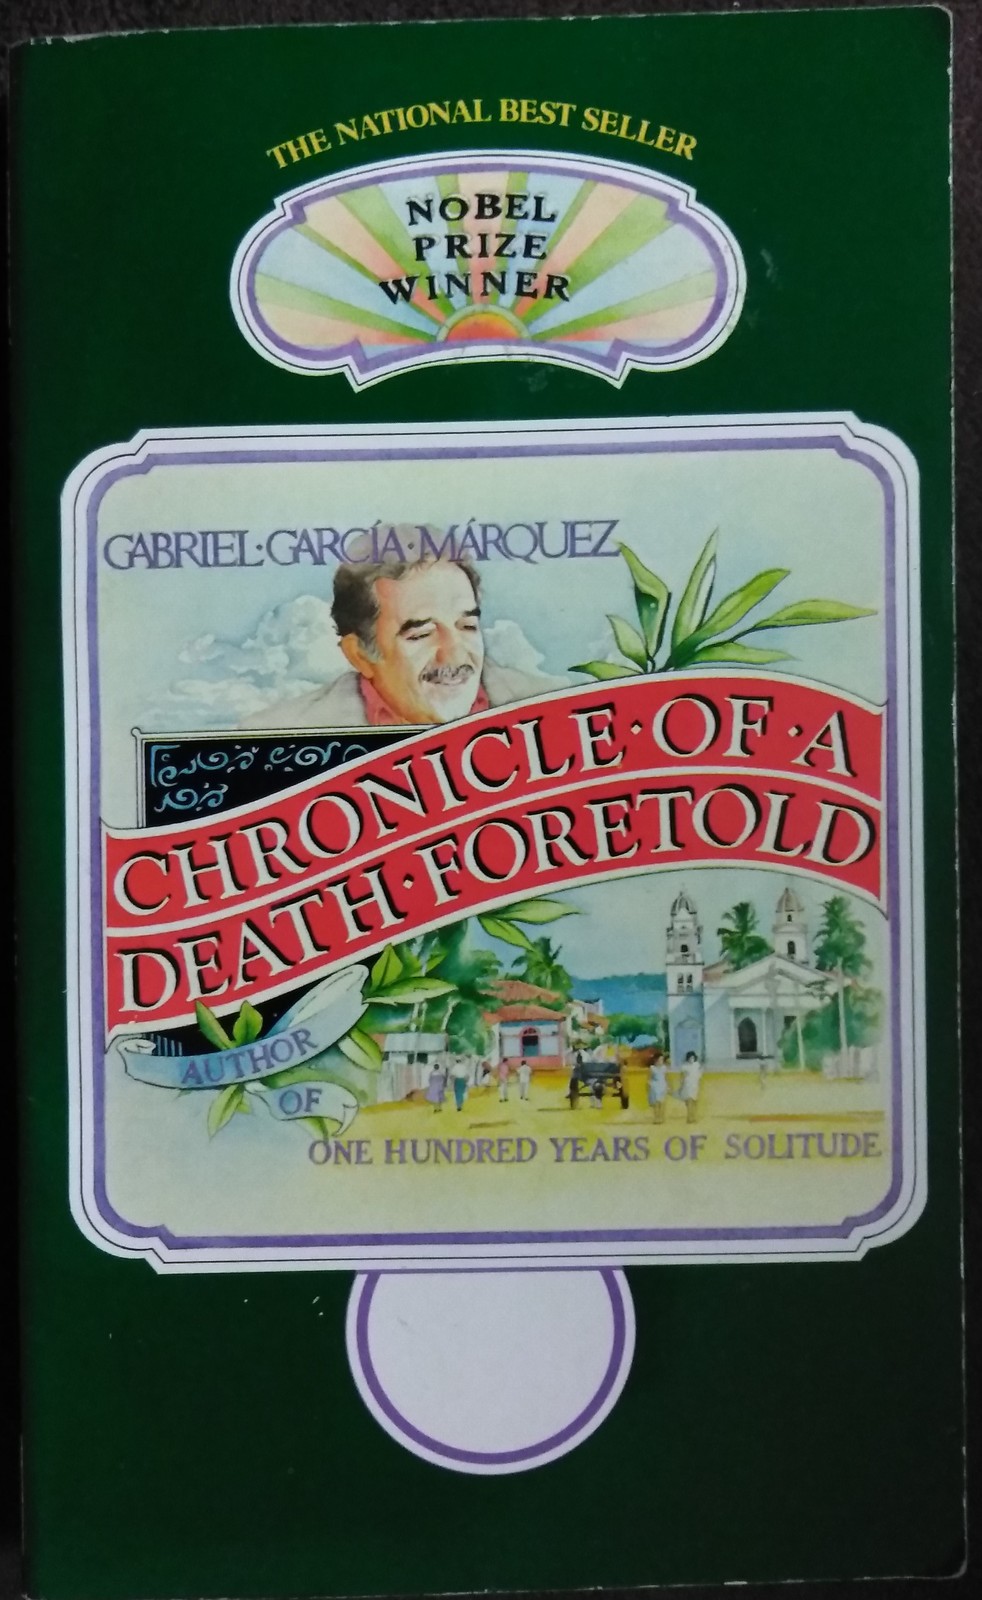 THE NATIONAL BEST SELLER
NOBEL
PRIZE
WINNER
GABRIEL·GARCÍA·MÁRQUEZ
CHRONICLE·OF·A
DEATH·FORETOLD
AUTHOR
OF
ONE HUNDRED YEARS OF SOLITUDE